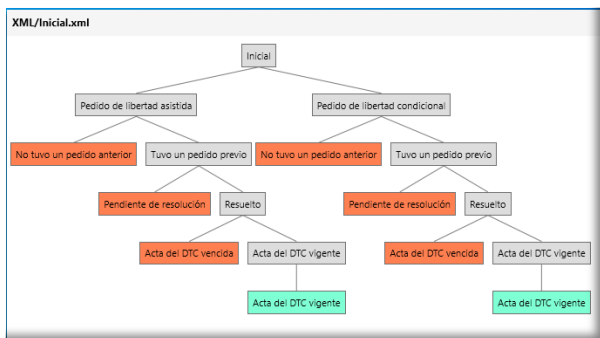 XML/Inicial.xml
Inicial
Pedido de libertad asistida
Pedido de libertad condicional
No tuvo un pedido anterior
Tuvo un pedido previo
No tuvo un pedido anterior
Tuvo un pedido previo
Pendiente de resolución
Resuelto
Pendiente de resolución
Resuelto
Acta del DTC vencida
Acta del DTC vigente
Acta del DTC vencida
Acta del DTC vigente
Acta del DTC vigente
Acta del DTC vigente